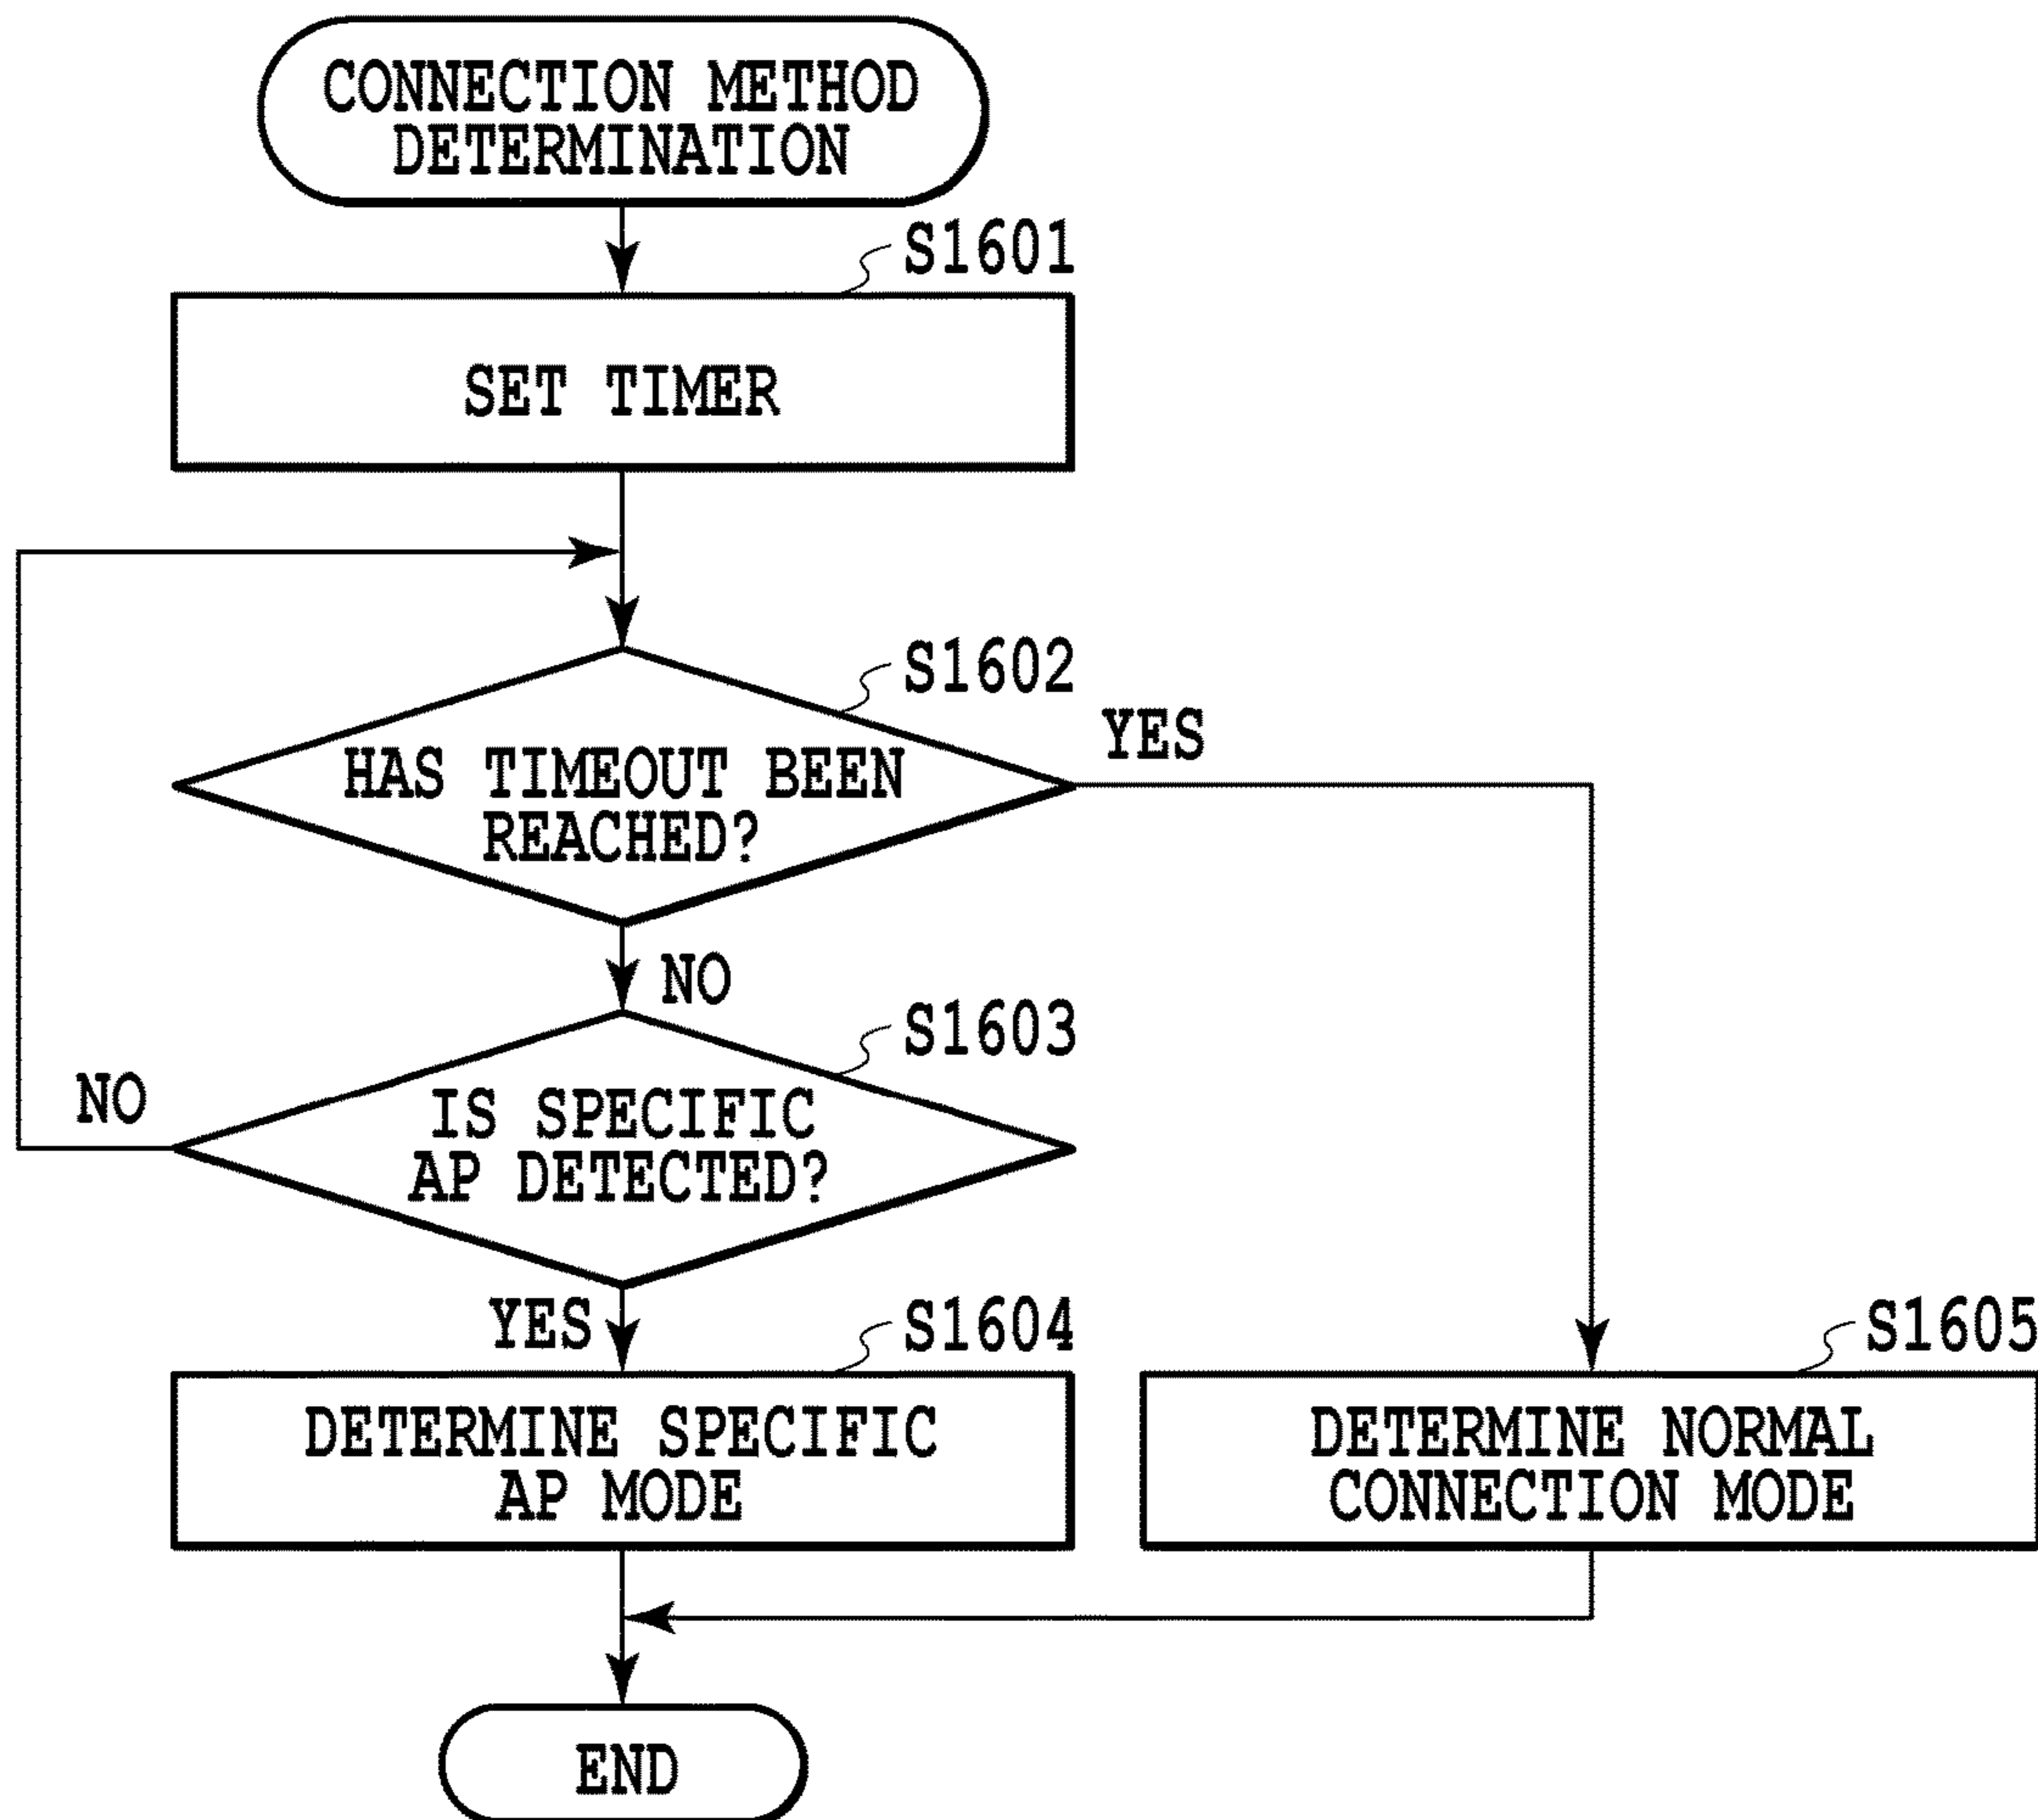 CONNECTION METHOD
DETERMINATION
S1601
SET TIMER
S1602
YES
HAS TIMEOUT BEEN
REACHED?
NO
S1603
NO
IS SPECIFIC
AP DETECTED?
YES
S1604
S1605
DETERMINE SPECIFIC
AP MODE
DETERMINE NORMAL
CONNECTION MODE
END